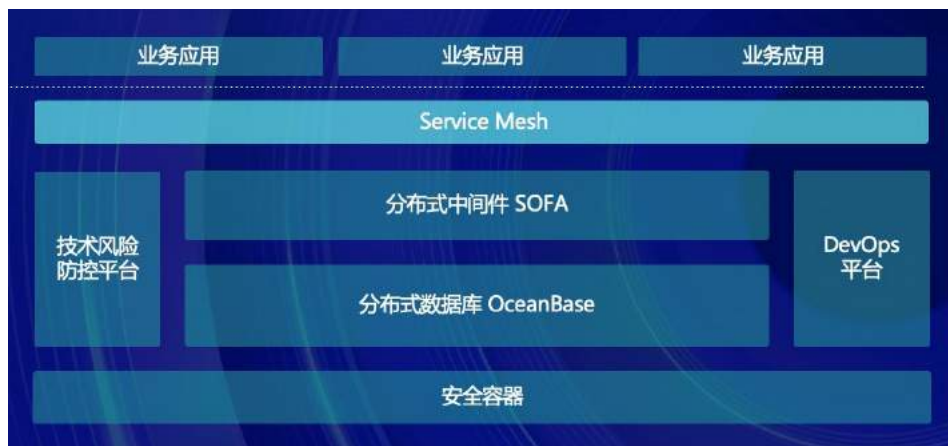 业务应用
业务应用
业务应用
Service Mesh
技术风险
防控平台
分布式中间件 SOFA
分布式数据库 OceanBase
DevOps
平台
安全容器